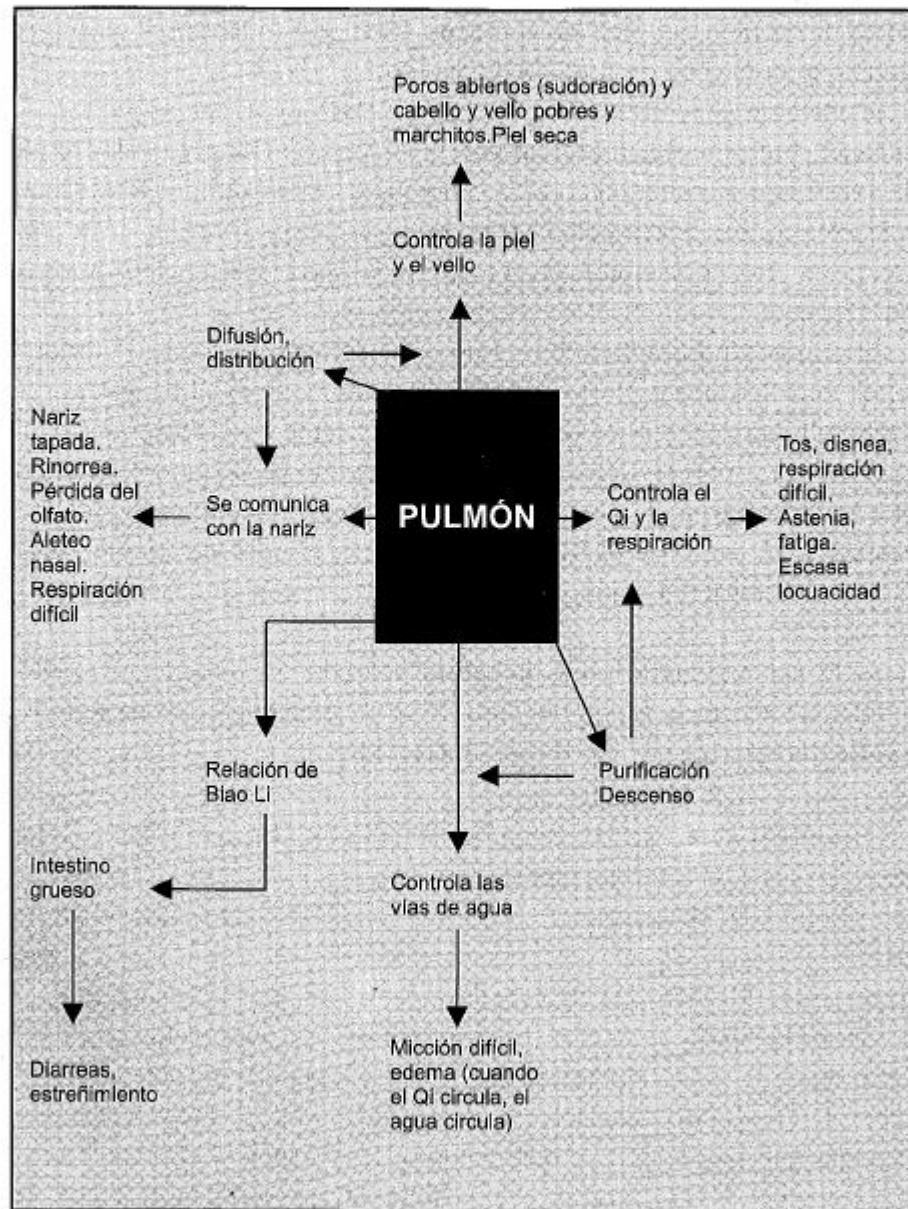 Poros abiertos (sudoración) y
cabello y vello pobres y
marchitos.Piel seca
Controla la piel
y el vello
Difusión,
distribución
Nariz
tapada.
Rinorrea.
Pérdida del
olfato.
Aleteo
nasal.
Respiración
difícil
Se comunica
con la nariz
PULMÓN
Controla el
Qi y la
respiración
Tos, disnea,
respiración
difícil.
Astenia,
fatiga.
Escasa
locuacidad
Relación de
Biao Li
Purificación
Descenso
Intestino
grueso
Controla las
vías de agua
Diarreas,
estreñimiento
Micción difícil,
edema (cuando
el Qi circula, el
agua circula)